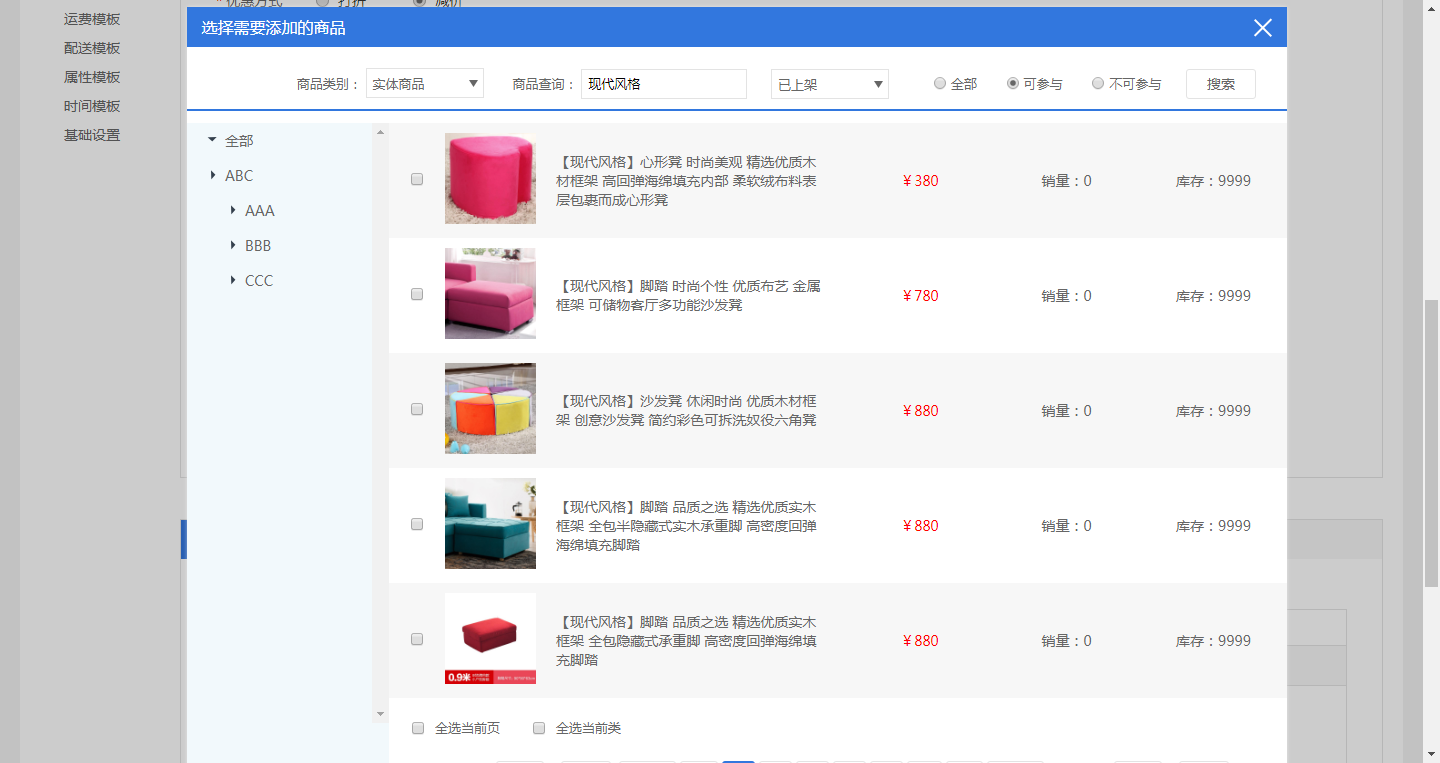 运费模板
配送模板
属性模板
时间模板
基础设置
* 优惠方式 打折 减价
选择需要添加的商品
商品类别： 实体商品 商品查询： 现代风格 已上架 全部 可参与 不可参与 搜索
全部
ABC
AAA
BBB
CCC
【现代风格】心形凳 时尚美观 精选优质木
材框架 高回弹海绵填充内部 柔软绒布料表
层包裹而成心形凳
¥ 380 销量：0 库存：9999
【现代风格】脚踏 时尚个性 优质布艺 金属
框架 可储物客厅多功能沙发凳
¥ 780 销量：0 库存：9999
【现代风格】沙发凳 休闲时尚 优质木材框
架 创意沙发凳 简约彩色可拆洗奴役六角凳
¥ 880 销量：0 库存：9999
【现代风格】脚踏 品质之选 精选优质实木
框架 全包半隐藏式实木承重脚 高密度回弹
海绵填充脚踏
¥ 880 销量：0 库存：9999
0.9米
【现代风格】脚踏 品质之选 精选优质实木
框架 全包隐藏式承重脚 高密度回弹海绵填
充脚踏
¥ 880 销量：0 库存：9999
全选当前页 全选当前类